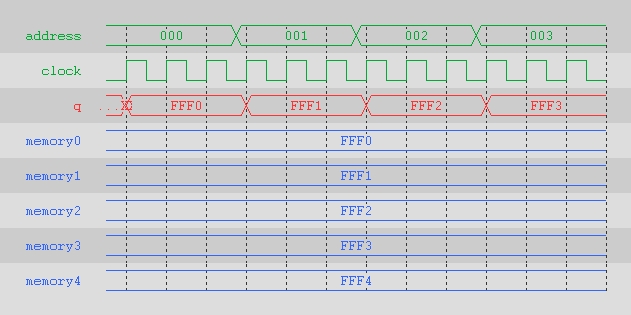 address 000 001 002 003
clock
q ...XX FFF0 FFF1 FFF2 FFF3
memory0 FFF0
memory1 FFF1
memory2 FFF2
memory3 FFF3
memory4 FFF4